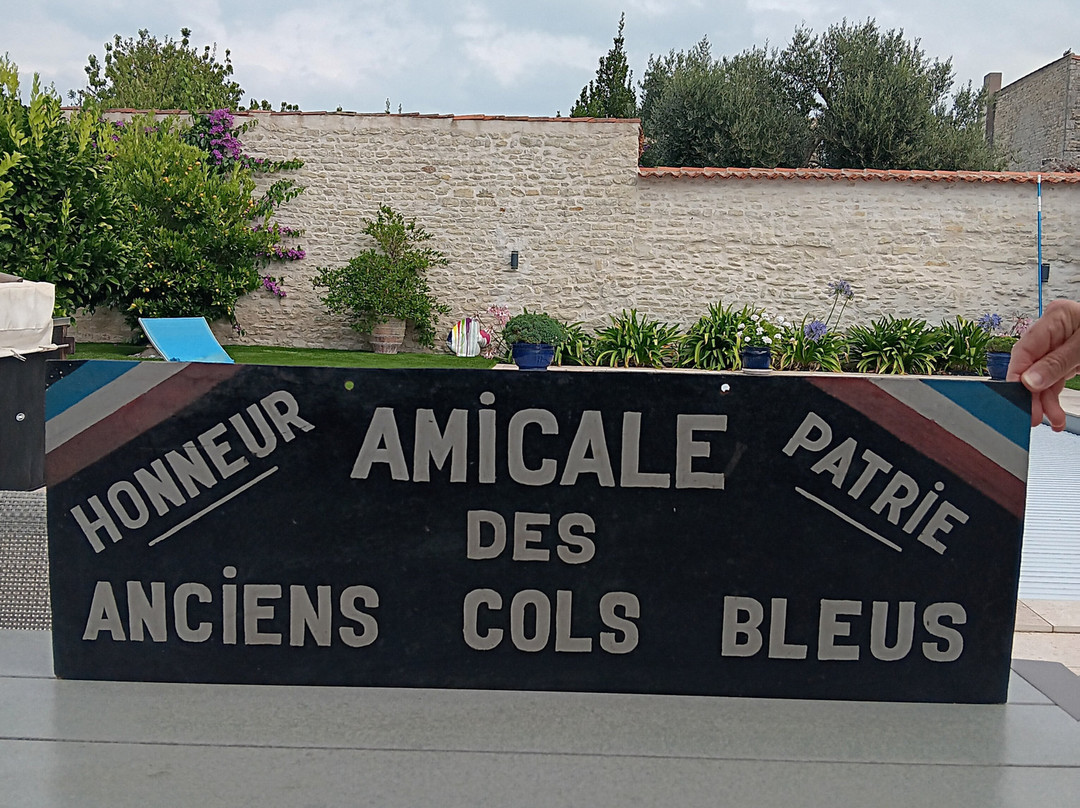 HONNEUR
AMiCALE
PATRiE
DES
ANCiENS COLS BLEUS